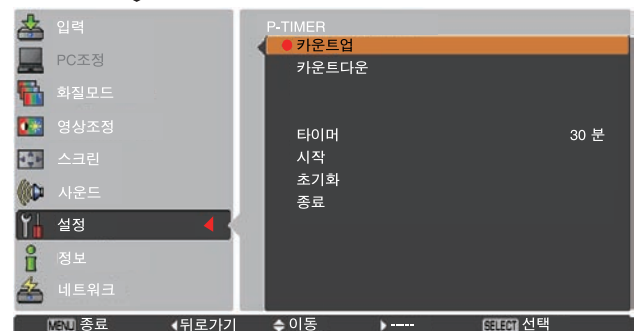 입력
PC조정
화질모드
영상조정
스크린
사운드
설정
정보
네트워크
P-TIMER
카운트업
카운트다운
타이머 30 분
시작
초기화
종료
MENU 종료 뒤로가기 이동 ----- SELECT 선택